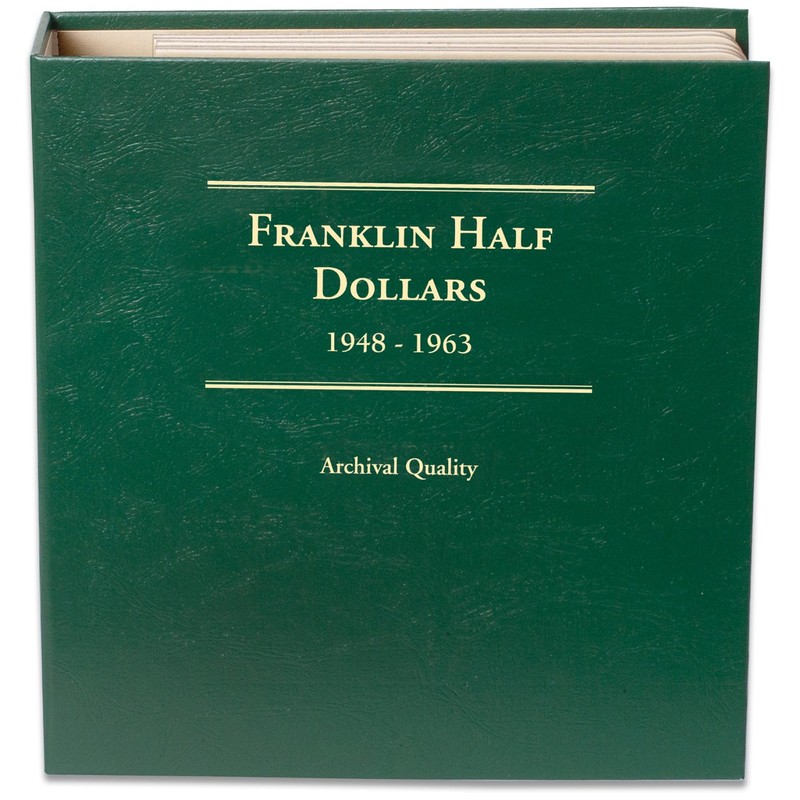 Franklin Half
Dollars
1948 - 1963
Archival Quality